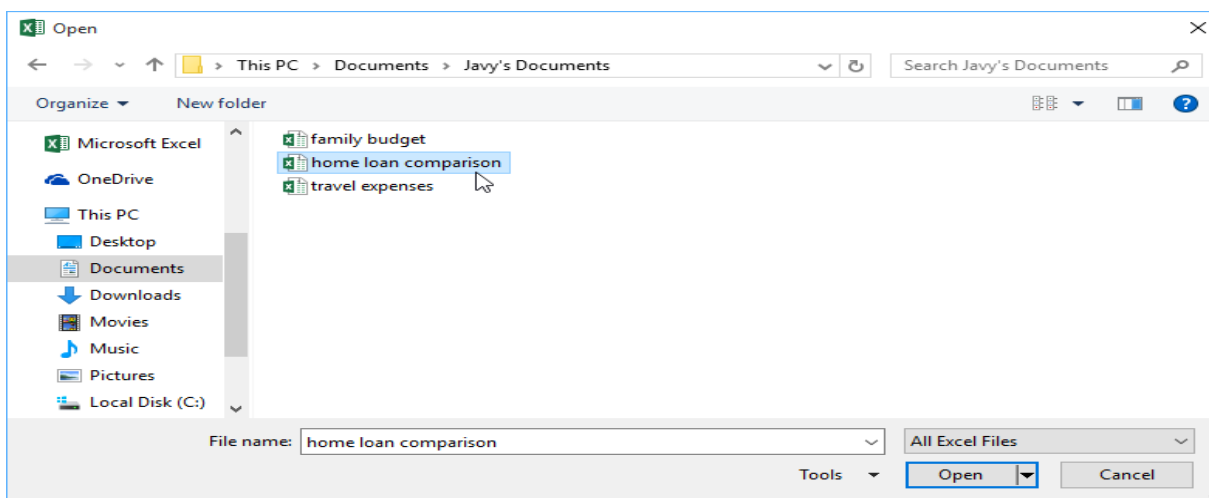 Open
This PC > Documents > Javy's Documents
Search Javy's Documents
Organize
New folder
Microsoft Excel
OneDrive
This PC
Desktop
Documents
Downloads
Movies
Music
Pictures
Local Disk (C:)
family budget
home loan comparison
travel expenses
File name: home loan comparison
All Excel Files
Tools
Open
Cancel